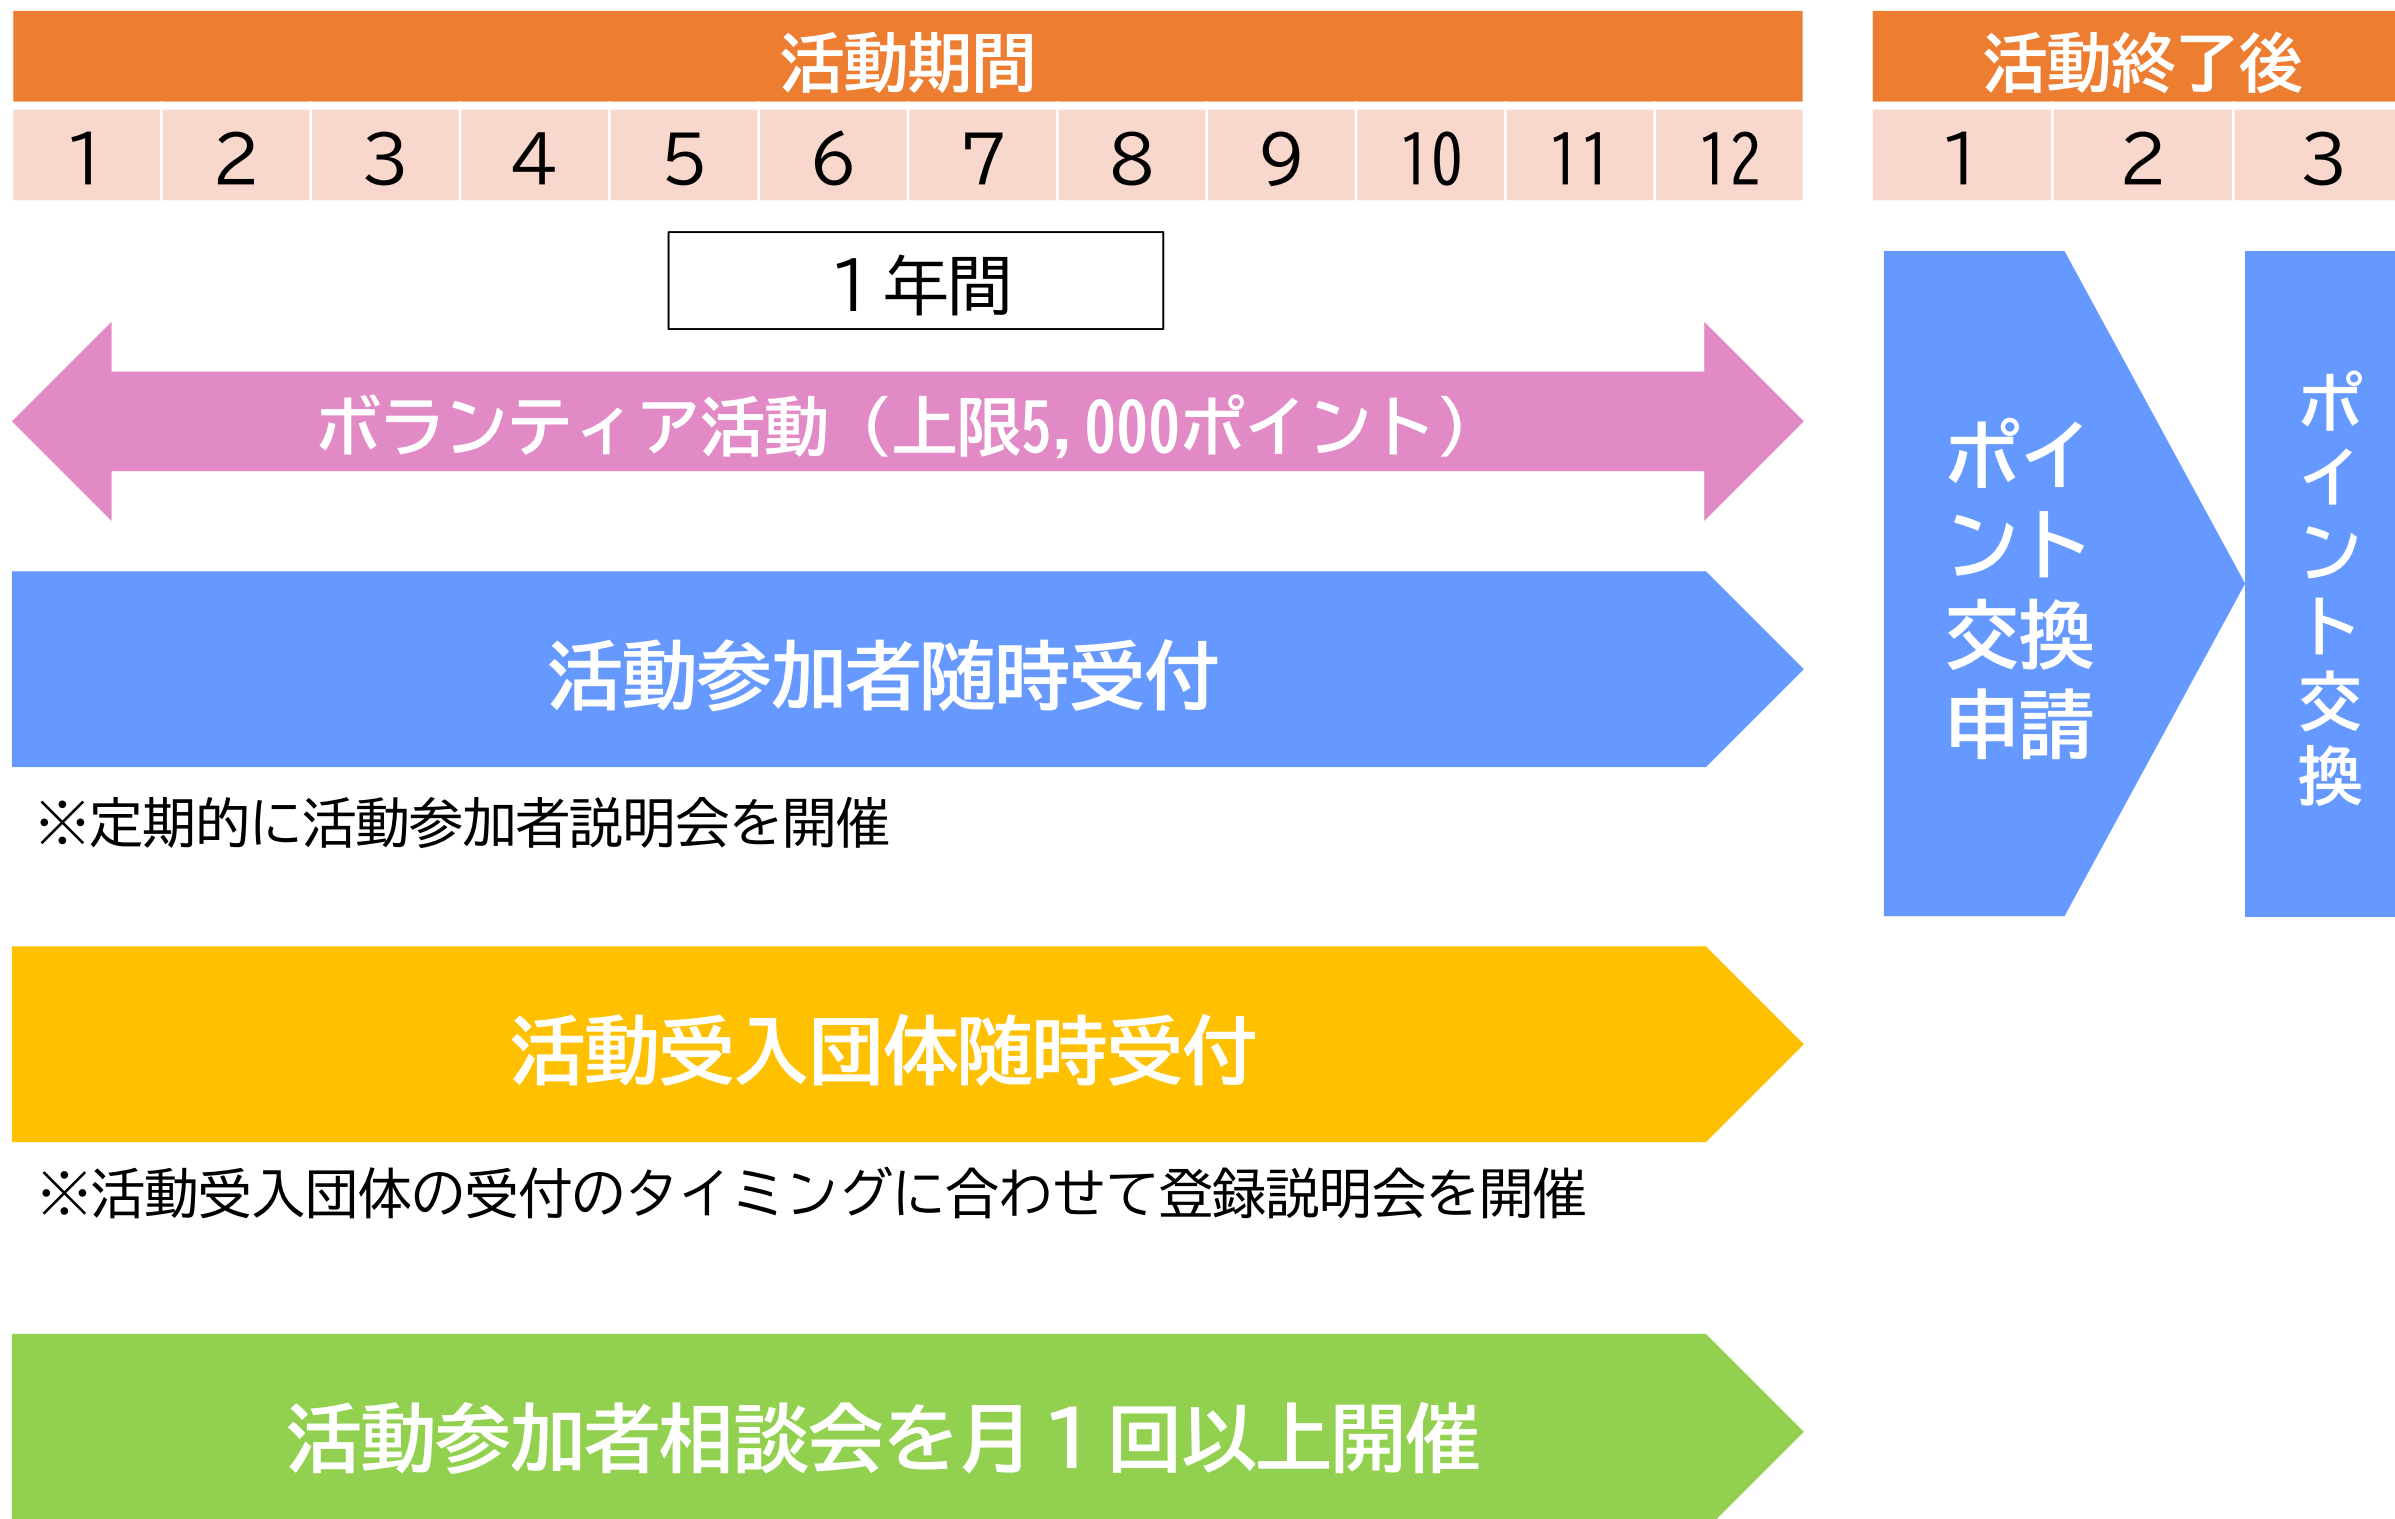 活動期間
活動終了後
1 2 3 4 5 6 7 8 9 10 11 12
1 2 3
１年間
ボランティア活動（上限5,000ポイント）
活動参加者随時受付
※定期的に活動参加者説明会を開催
活動受入団体随時受付
※活動受入団体の受付のタイミングに合わせて登録説明会を開催
活動参加者相談会を月１回以上開催
ポイ
ント
交換
申請
ポイント交換